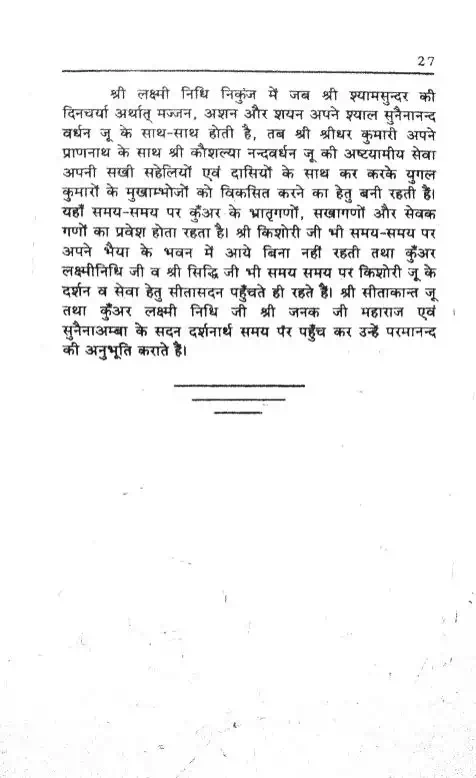 27
श्री लक्ष्मी निधि निकुंज में जब श्री श्यामसुन्दर की
दिनचर्या अर्थात् मज्जन, अशन और शयन अपने श्याल सुनैनानन्द
वर्धन जू के साथ-साथ होती है, तब श्री श्रीधर कुमारी अपने
प्राणनाथ के साथ श्री कौशल्या नन्दवर्धन जू की अष्टयामीय सेवा
अपनी सखी सहेलियों एवं दासियों के साथ कर करके युगल
कुमारों के मुखाम्भोजों को विकसित करने का हेतु बनी रहती हैं।
यहाँ समय-समय पर कुँअर के भ्रातृगणों, सखागणों और सेवक
गणों का प्रवेश होता रहता है। श्री किशोरी जी भी समय-समय पर
अपने भैया के भवन में आये बिना नहीं रहती तथा कुँअर
लक्ष्मीनिधि जी व श्री सिद्धि जी भी समय समय पर किशोरी जू के
दर्शन व सेवा हेतु सीतासदन पहुँचते ही रहते हैं। श्री सीताकान्त जू
तथा कुँअर लक्ष्मी निधि जी श्री जनक जी महाराज एवं
सुनैनाअम्बा के सदन दर्शनार्थ समय पर पहुँच कर उन्हें परमानन्द
की अनुभूति कराते हैं।